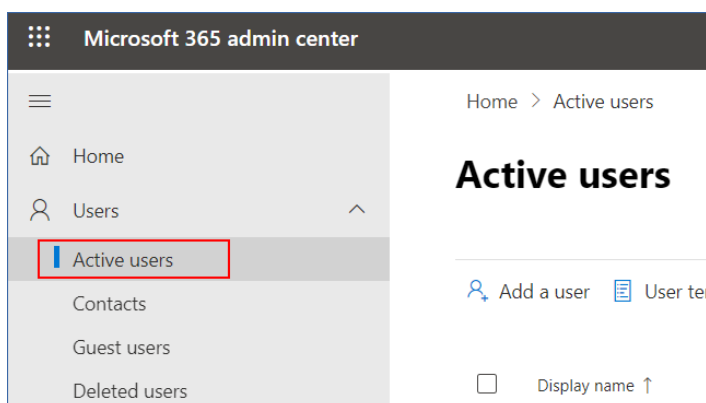 Microsoft 365 admin center
Home > Active users
Home
Active users
Users
Active users
Add a user
User
Contacts
Guest users
Deleted users
Display name ↑